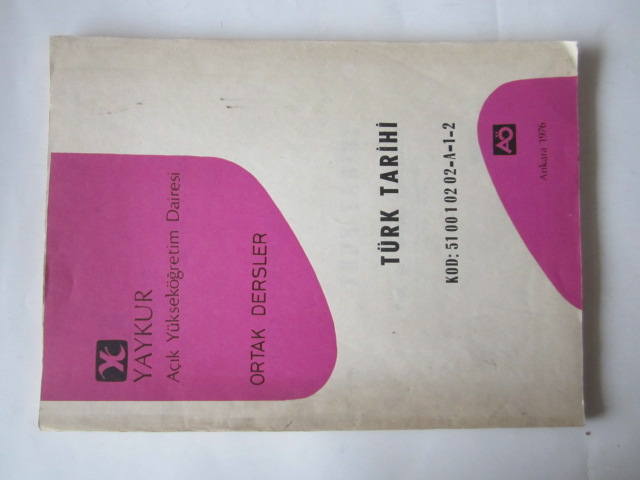 YAYKUR
Açık Yükseköğretim Dairesi
ORTAK DERSLER
TÜRK TARİHİ
KOD: 51 00 1 02 02-A-1-2
AÖ
Ankara 1976